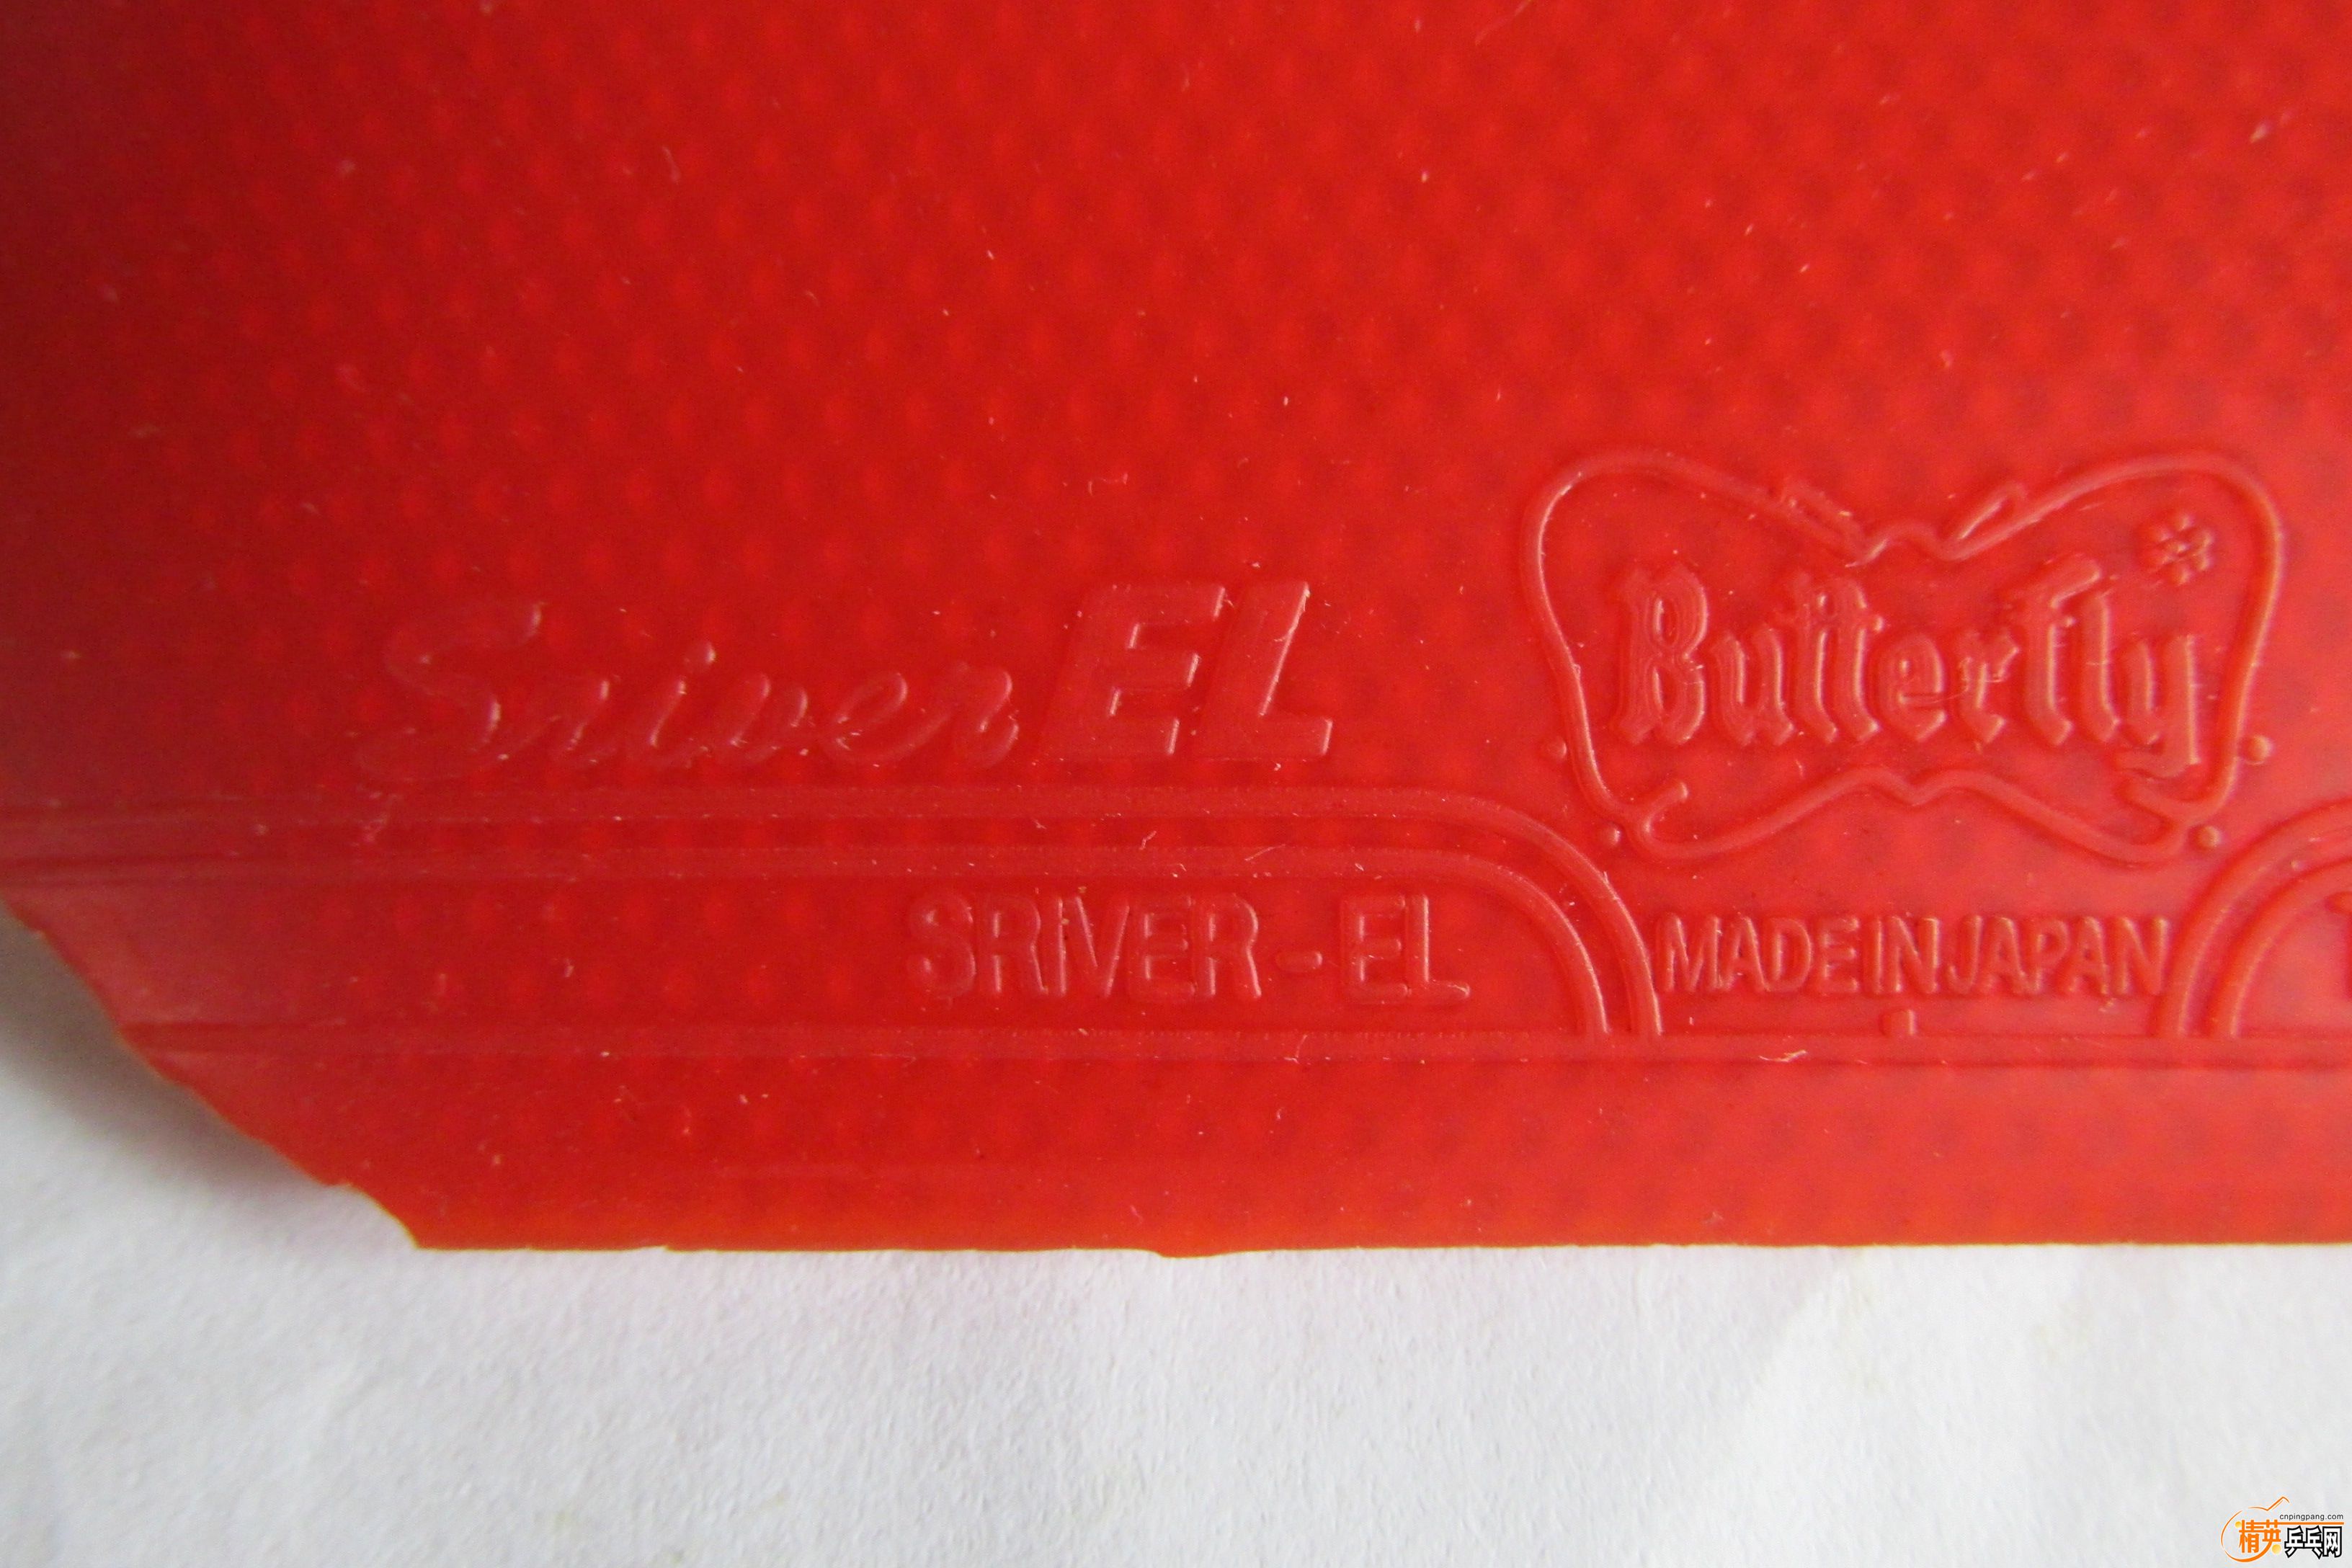 Sriver EL
Butterfly
SRIVER - EL
MADE IN JAPAN
cnpingpang.com
精英乒乓网